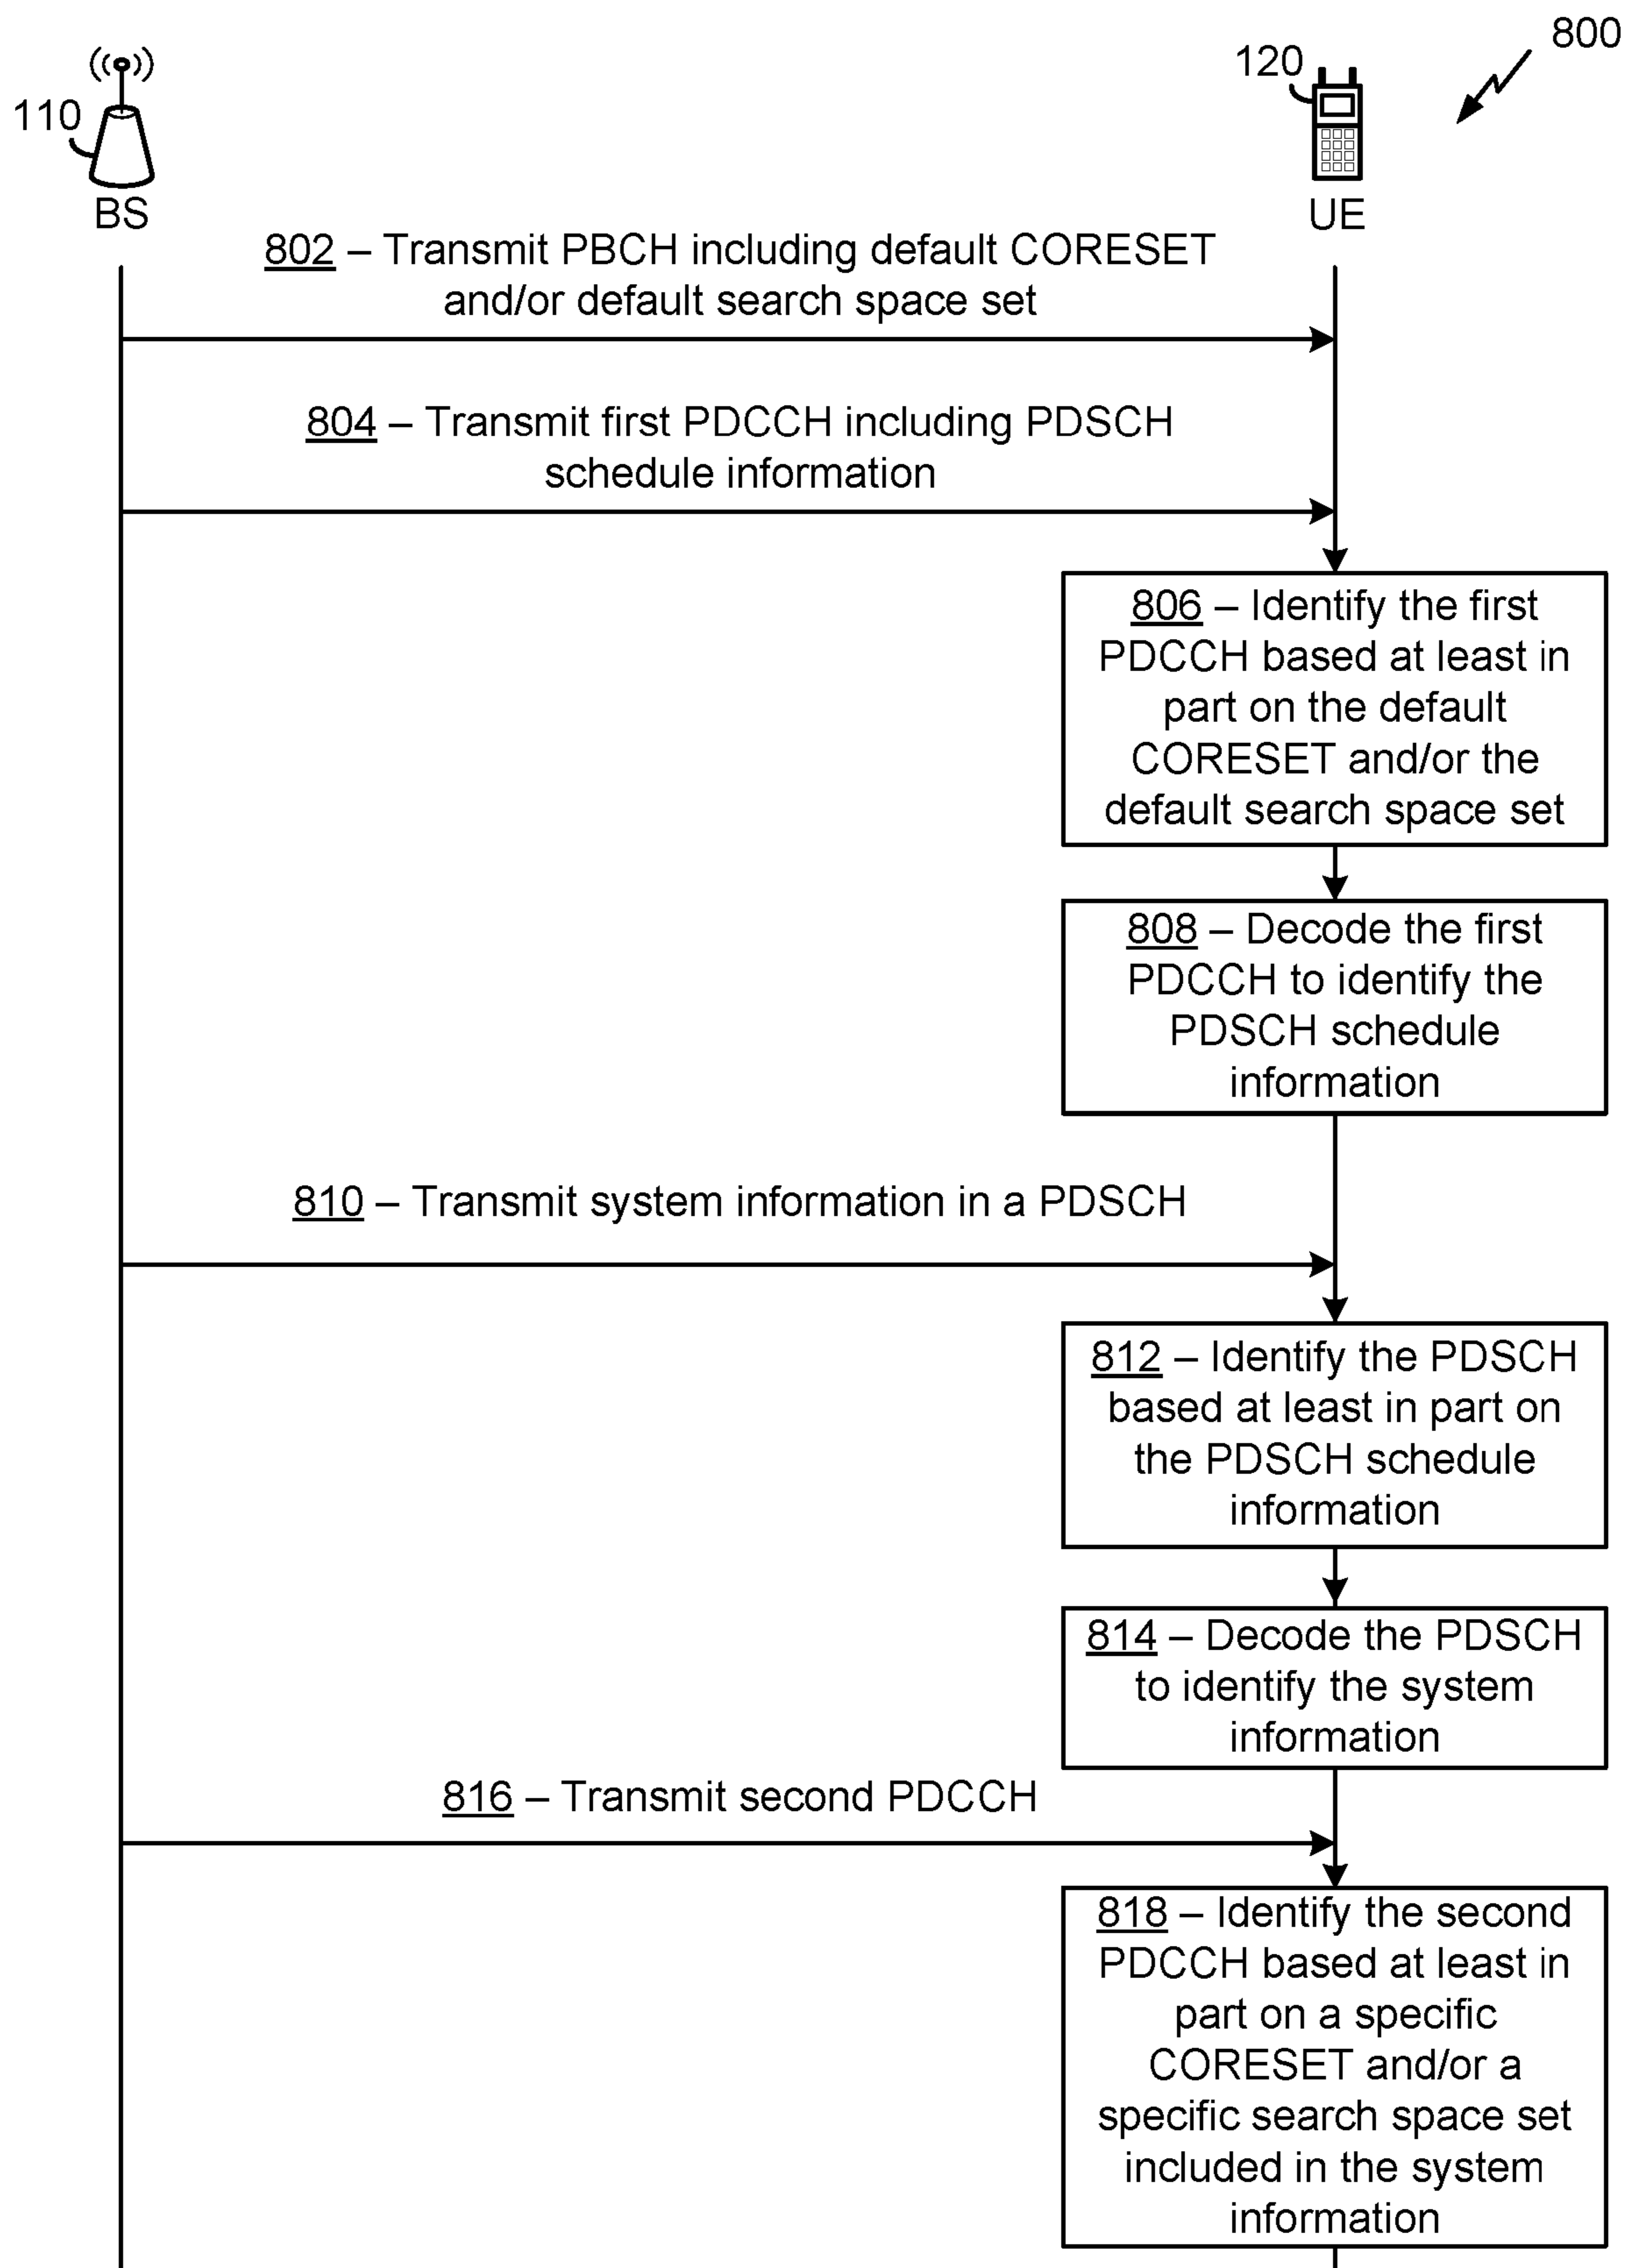 800
120
110
BS
UE
802 – Transmit PBCH including default CORESET
and/or default search space set
804 – Transmit first PDCCH including PDSCH
schedule information
806 – Identify the first
PDCCH based at least in
part on the default
CORESET and/or the
default search space set
808 – Decode the first
PDCCH to identify the
PDSCH schedule
information
810 – Transmit system information in a PDSCH
812 – Identify the PDSCH
based at least in part on
the PDSCH schedule
information
814 – Decode the PDSCH
to identify the system
information
816 – Transmit second PDCCH
818 – Identify the second
PDCCH based at least in
part on a specific
CORESET and/or a
specific search space set
included in the system
information